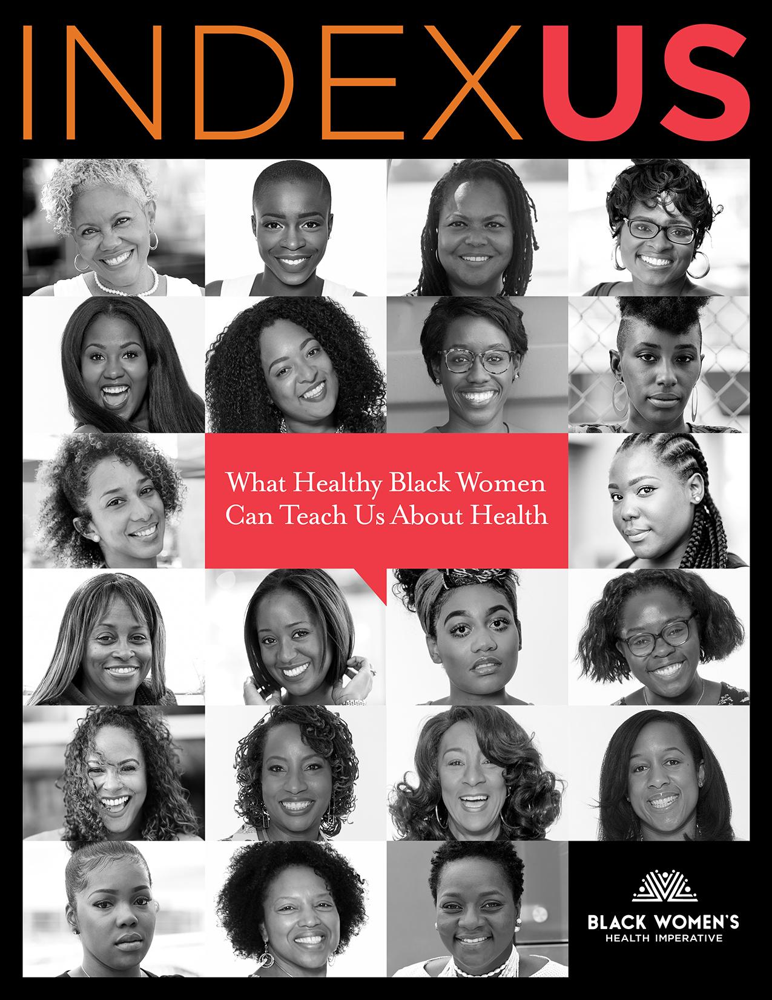 INDEXUS
What Healthy Black Women
Can Teach Us About Health
BLACK WOMEN'S
HEALTH IMPERATIVE